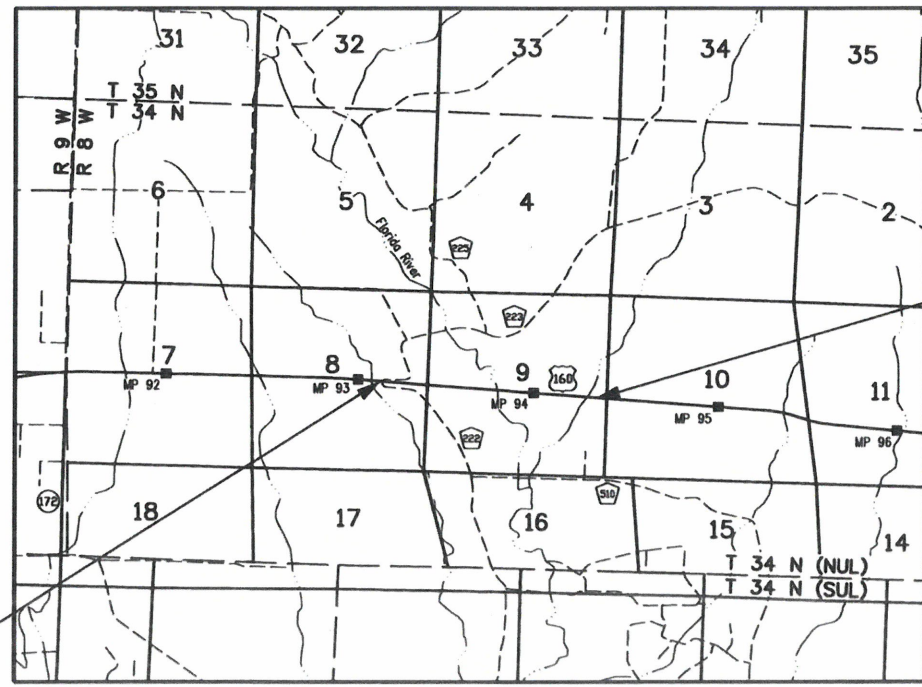 31 32 33 34 35
T 35 N
T 34 N
R 9 W
R 8 W
6 5 4 3 2
Florida River
225
223
7 8 9 160 10 11
MP 92 MP 93 MP 94 MP 95 MP 96
222
172
510
18 17 16 15 14
T 34 N (NUL)
T 34 N (SUL)